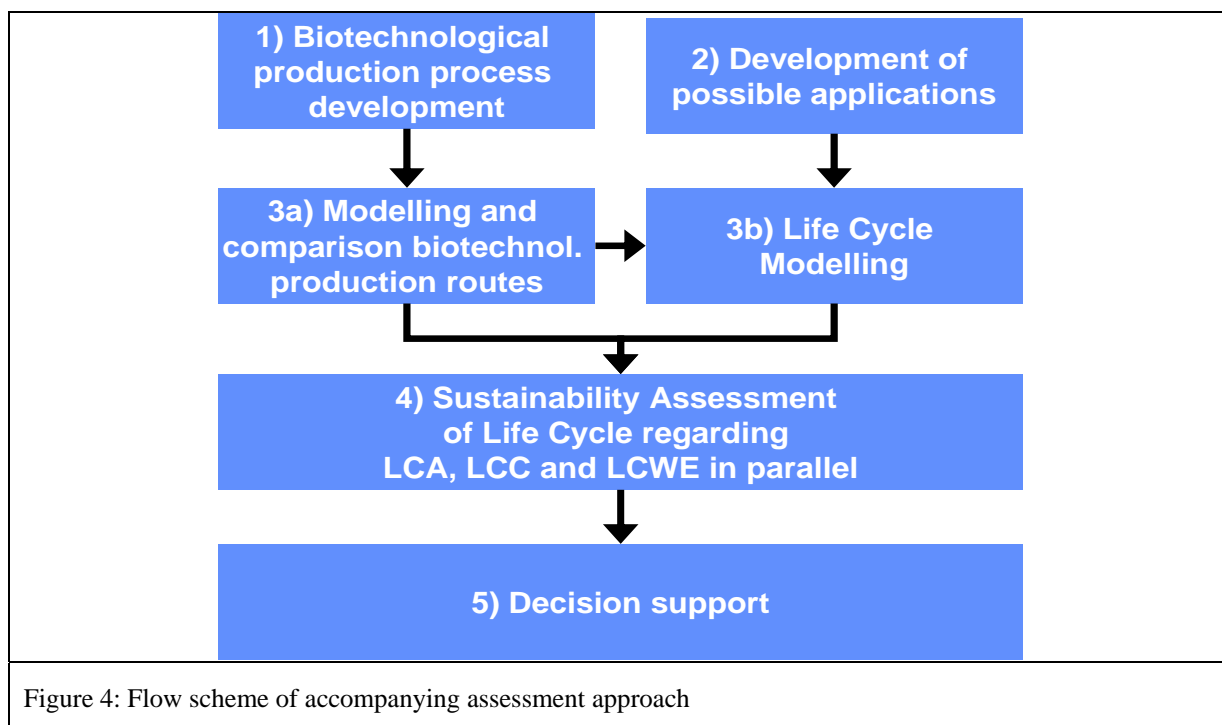 1) Biotechnological
production process
development
2) Development of
possible applications
3a) Modelling and
comparison biotechnol.
production routes
3b) Life Cycle
Modelling
4) Sustainability Assessment
of Life Cycle regarding
LCA, LCC and LCWE in parallel
5) Decision support
Figure 4: Flow scheme of accompanying assessment approach